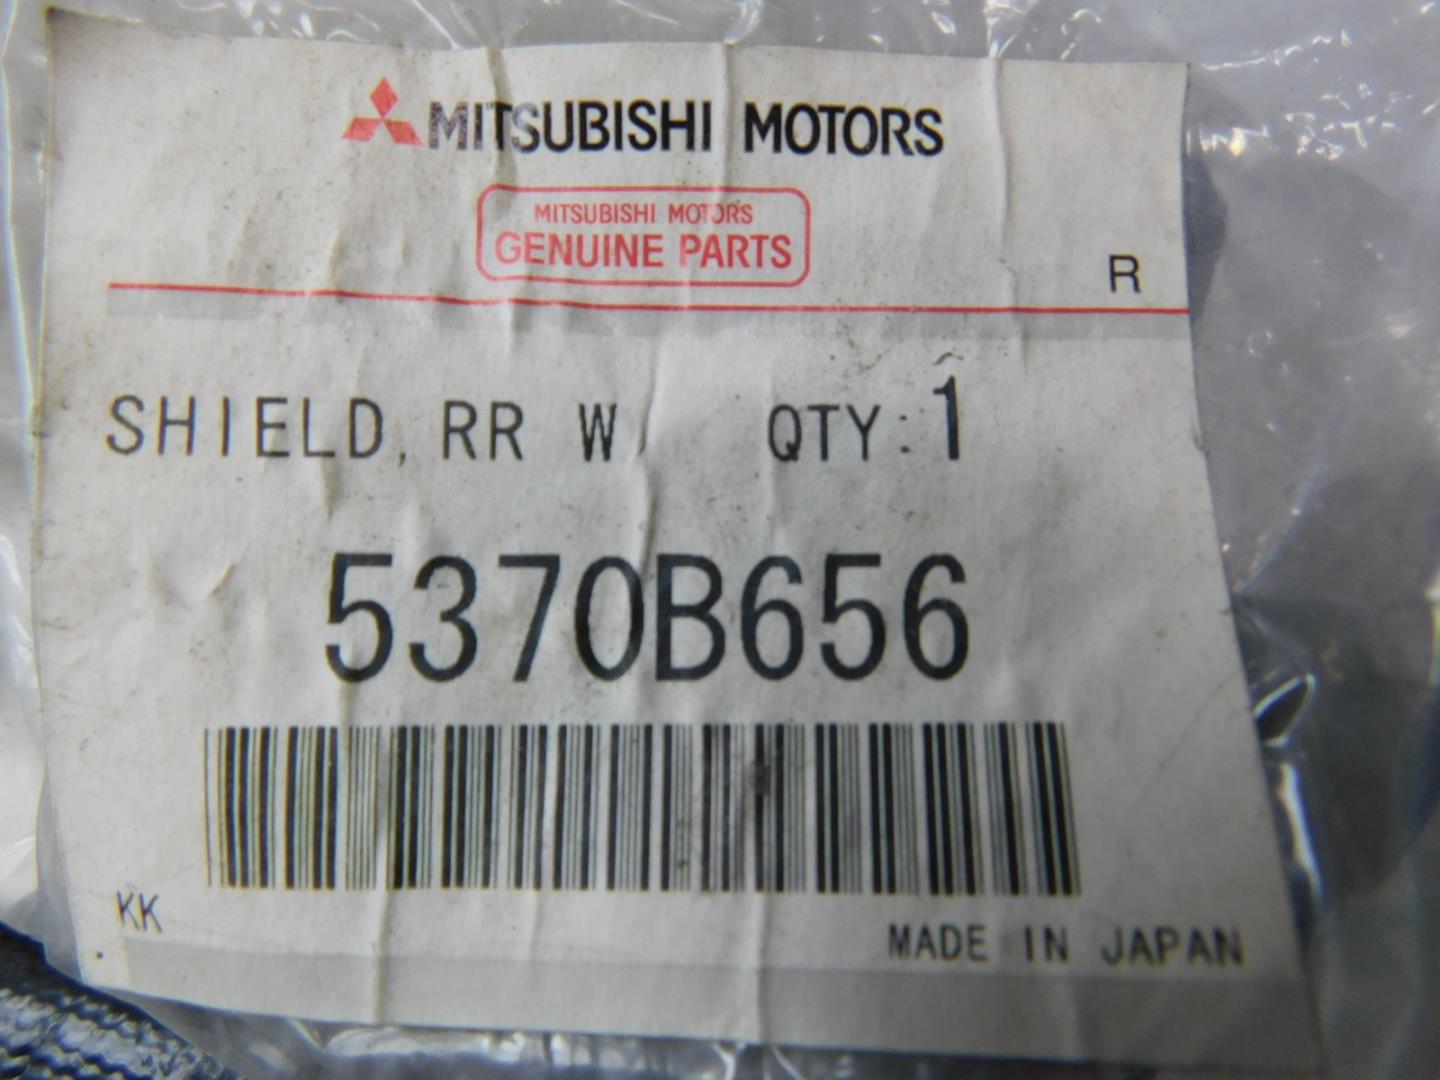 MITSUBISHI MOTORS
MITSUBISHI MOTORS
GENUINE PARTS
R
SHIELD, RR W QTY:1
5370B656
KK
MADE IN JAPAN